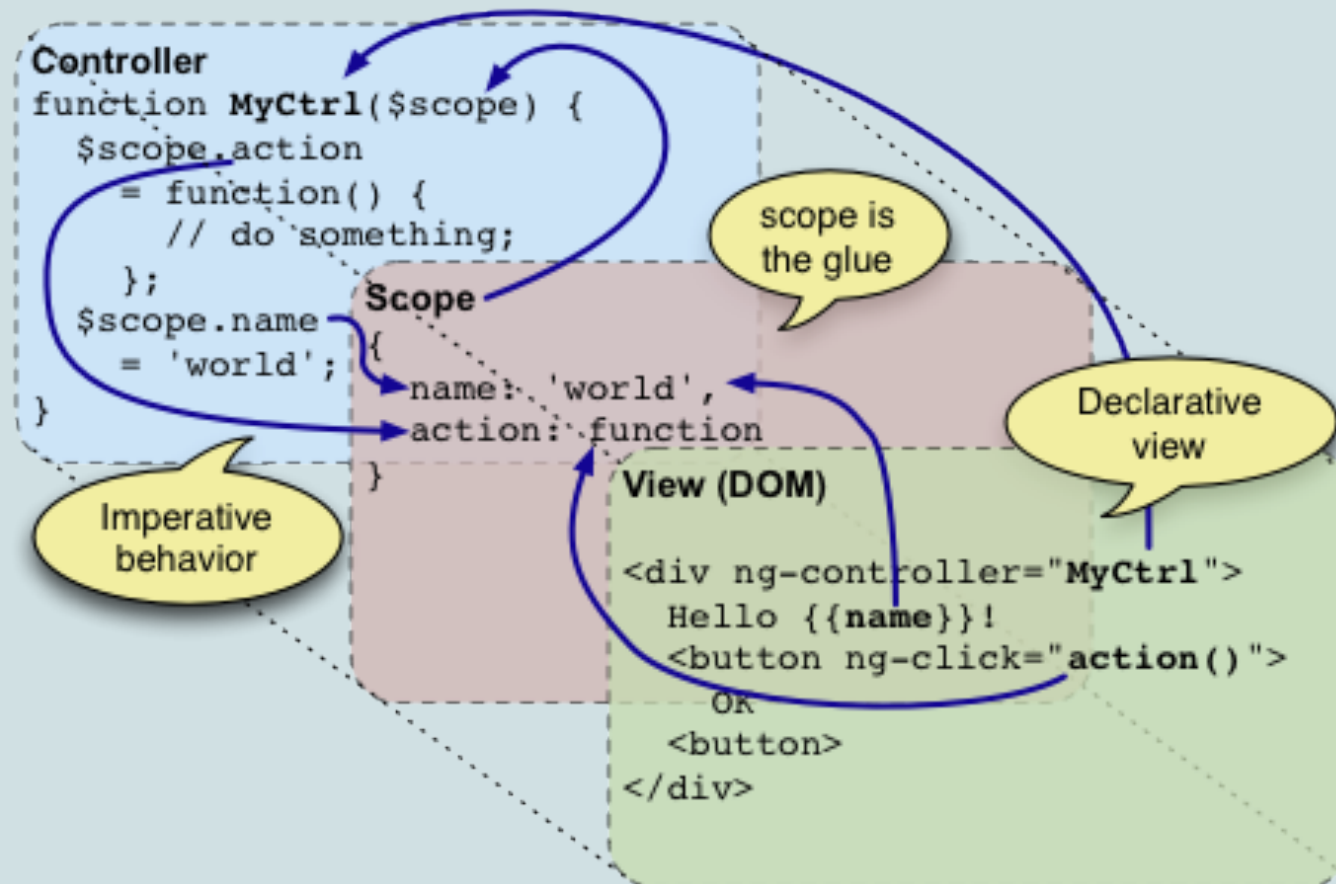 Controller
function MyCtrl($scope) {
$scope.action
= function() {
// do something;
};
$scope.name
= 'world';
}
Imperative
behavior
scope is
the glue
Scope
{
name: 'world',
action: function
}
Declarative
view
View (DOM)
<div ng-controller="MyCtrl">
Hello {{name}}!
<button ng-click="action()">
OK
<button>
</div>